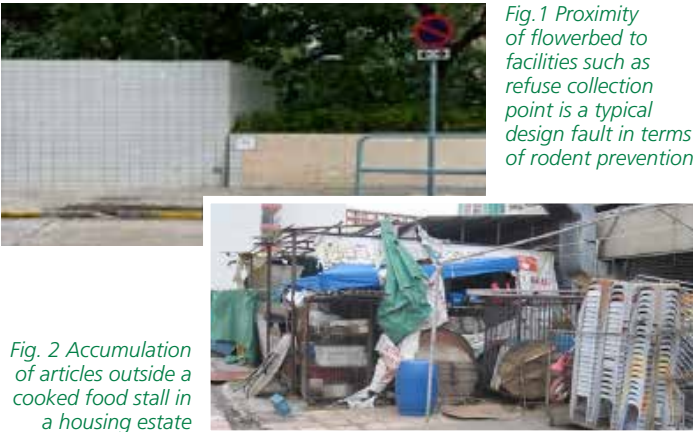 Fig.1 Proximity
of flowerbed to
facilities such as
refuse collection
point is a typical
design fault in terms
of rodent prevention
Fig. 2 Accumulation
of articles outside a
cooked food stall in
a housing estate